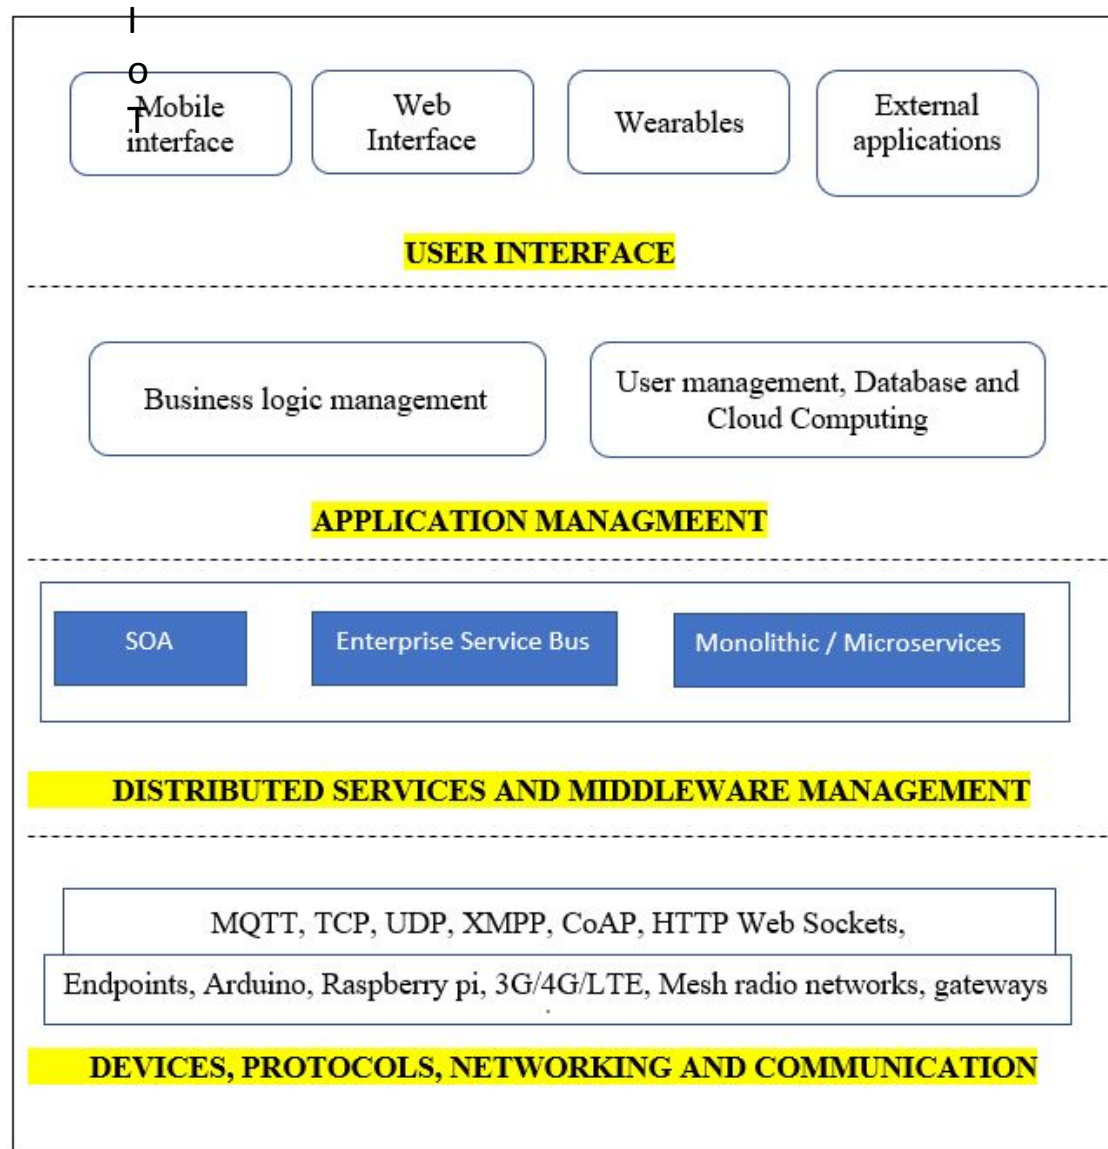 I
o
T
Mobile
interface
Web
Interface
Wearables
External
applications
USER INTERFACE
Business logic management
User management, Database and
Cloud Computing
APPLICATION MANAGMEENT
SOA
Enterprise Service Bus
Monolithic / Microservices
DISTRIBUTED SERVICES AND MIDDLEWARE MANAGEMENT
MQTT, TCP, UDP, XMPP, CoAP, HTTP Web Sockets,
Endpoints, Arduino, Raspberry pi, 3G/4G/LTE, Mesh radio networks, gateways
.
DEVICES, PROTOCOLS, NETWORKING AND COMMUNICATION